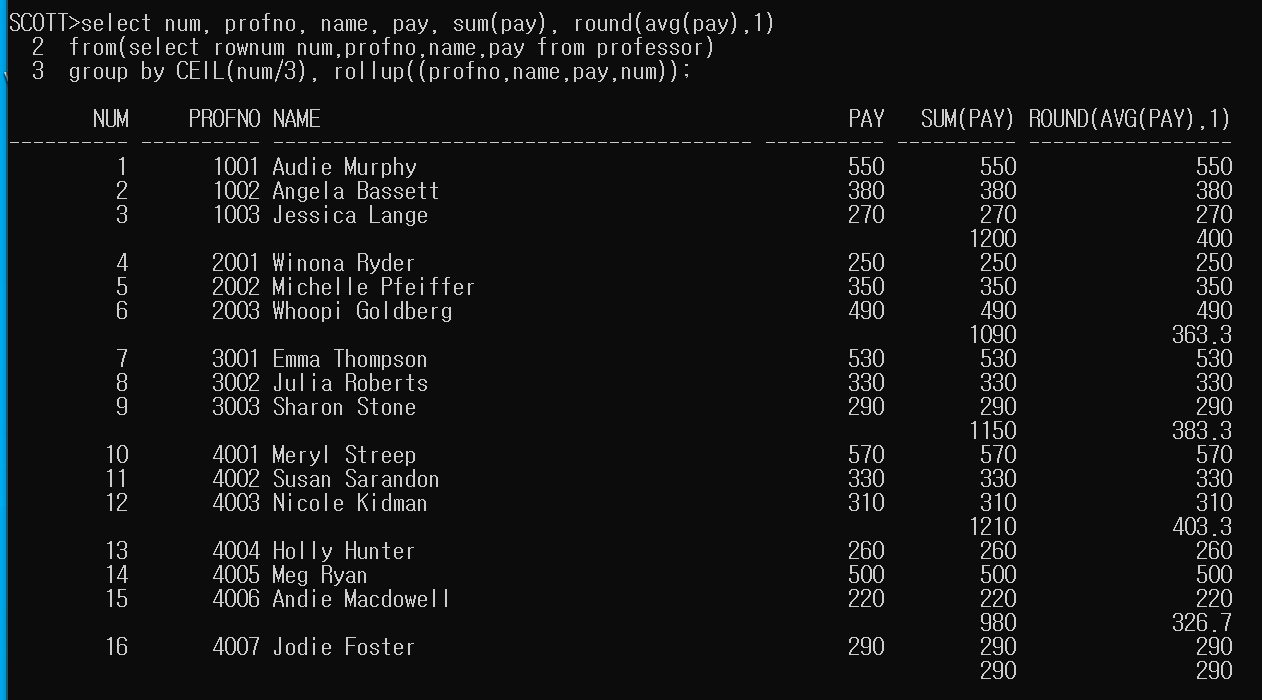 SCOTT>select num, profno, name, pay, sum(pay), round(avg(pay),1)
2 from(select rownum num,profno,name,pay from professor)
3 group by CEIL(num/3), rollup((profno,name,pay,num));
NUM PROFNO NAME PAY SUM(PAY) ROUND(AVG(PAY),1)
---------- ---------- ---------------------------------------- ---------- ---------- -----------------
1 1001 Audie Murphy 550 550 550
2 1002 Angela Bassett 380 380 380
3 1003 Jessica Lange 270 270 270
1200 400
4 2001 Winona Ryder 250 250 250
5 2002 Michelle Pfeiffer 350 350 350
6 2003 Whoopi Goldberg 490 490 490
1090 363.3
7 3001 Emma Thompson 530 530 530
8 3002 Julia Roberts 330 330 330
9 3003 Sharon Stone 290 290 290
1150 383.3
10 4001 Meryl Streep 570 570 570
11 4002 Susan Sarandon 330 330 330
12 4003 Nicole Kidman 310 310 310
1210 403.3
13 4004 Holly Hunter 260 260 260
14 4005 Meg Ryan 500 500 500
15 4006 Andie Macdowell 220 220 220
980 326.7
16 4007 Jodie Foster 290 290 290
290 290